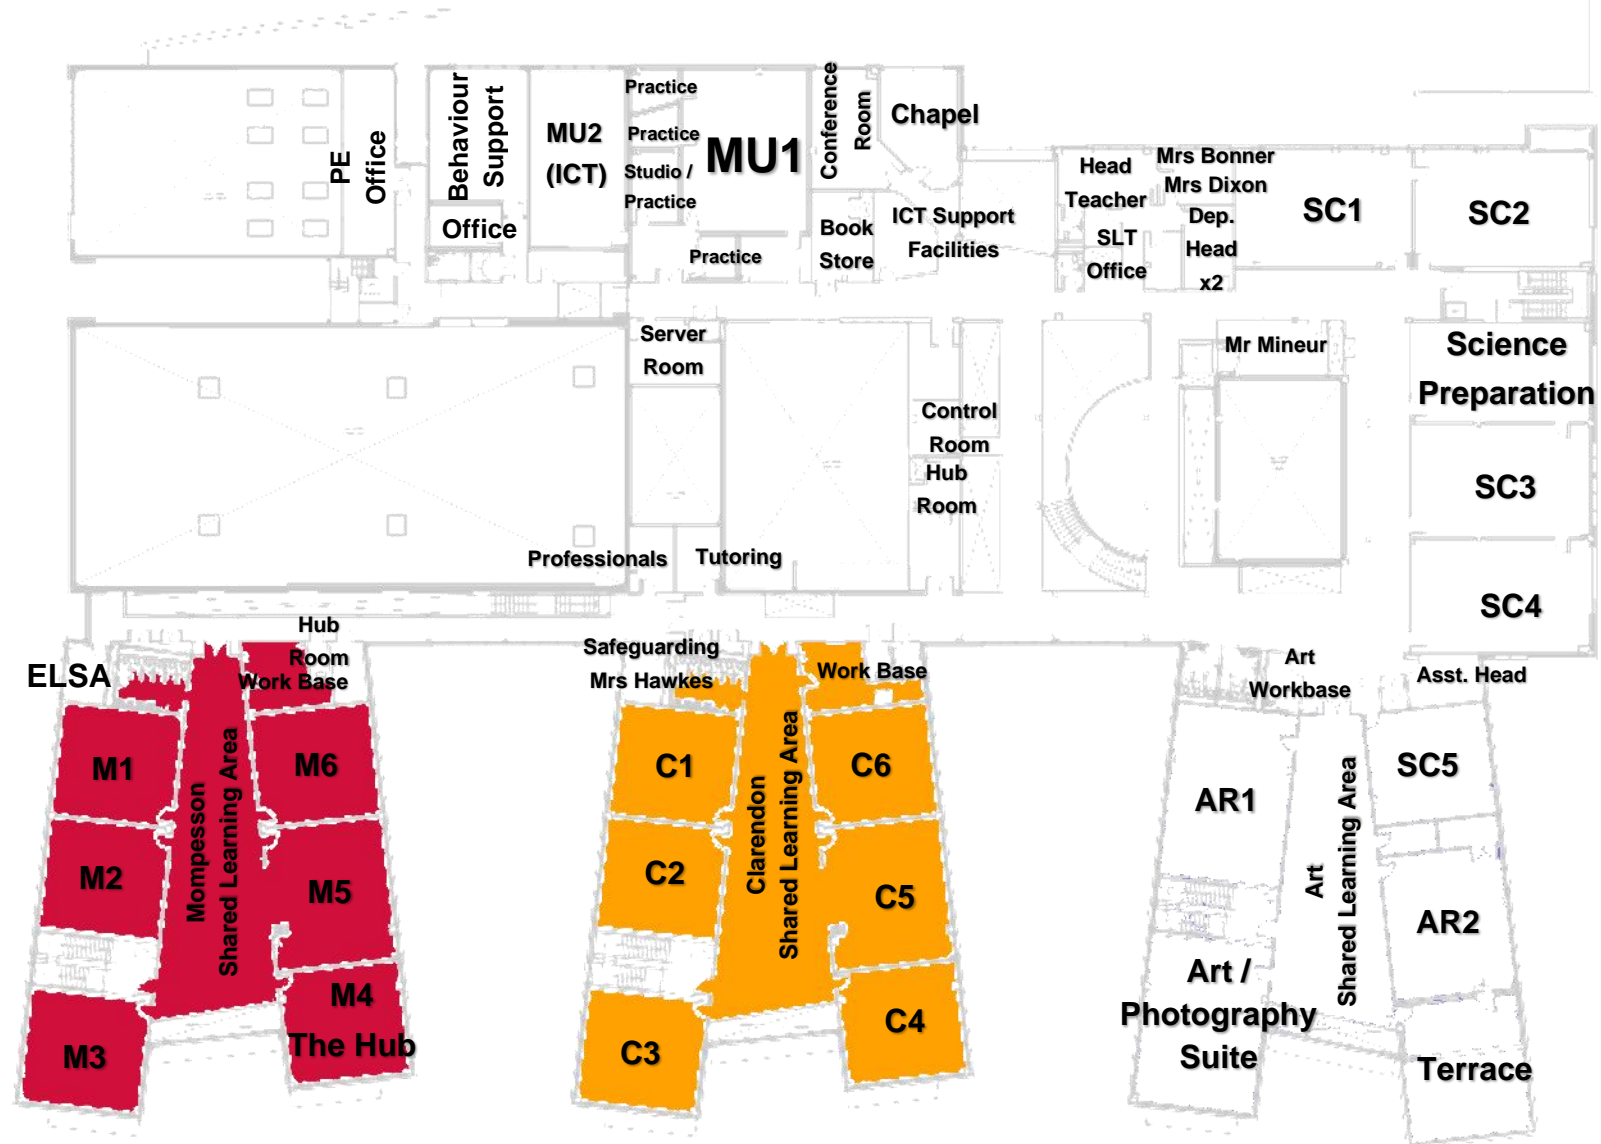 PE
Office
Behaviour
Support
Office
MU2
(ICT)
Practice
Practice
Studio /
Practice
MU1
Practice
Conference
Room
Chapel
Book
Store
ICT Support
Facilities
Head
Teacher
SLT
Office
Mrs Bonner
Mrs Dixon
Dep.
Head
x2
SC1
SC2
Server
Room
Control
Room
Hub
Room
Mr Mineur
Science
Preparation
SC3
SC4
Professionals
Tutoring
Hub
Room
Work Base
ELSA
M1
M2
M3
Mompesson
Shared Learning Area
M6
M5
M4
The Hub
Safeguarding
Mrs Hawkes
Work Base
C1
C2
C3
Clarendon
Shared Learning Area
C6
C5
C4
Art
Workbase
Asst. Head
AR1
Art /
Photography
Suite
Art
Shared Learning Area
SC5
AR2
Terrace